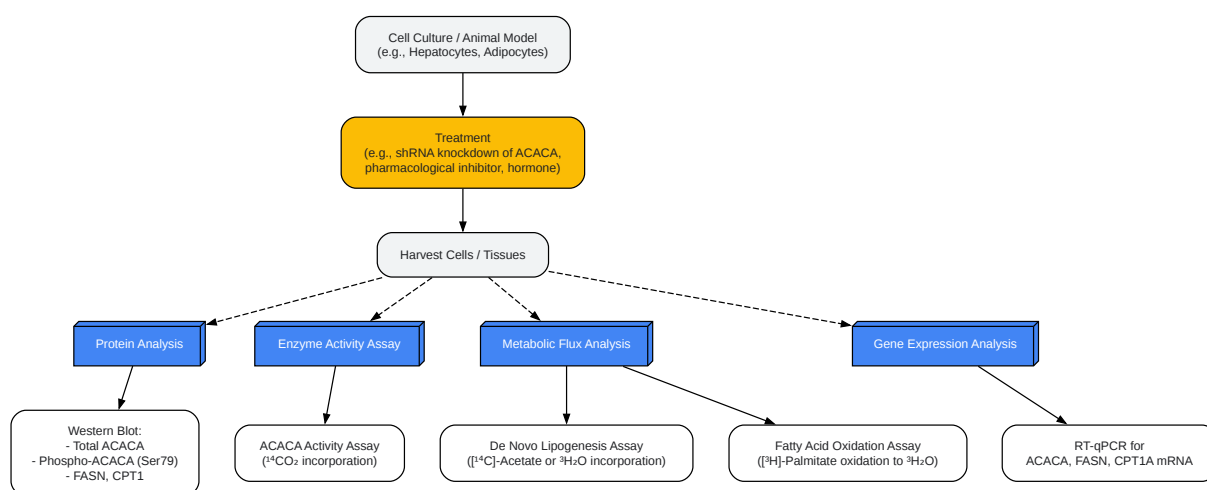 Cell Culture / Animal Model
(e.g., Hepatocytes, Adipocytes)
Treatment
(e.g., shRNA knockdown of ACACA,
pharmacological inhibitor, hormone)
Harvest Cells / Tissues
Protein Analysis
Enzyme Activity Assay
Metabolic Flux Analysis
Gene Expression Analysis
Western Blot:
- Total ACACA
- Phospho-ACACA (Ser79)
- FASN, CPT1
ACACA Activity Assay
(¹⁴CO₂ incorporation)
De Novo Lipogenesis Assay
([¹⁴C]-Acetate or ³H₂O incorporation)
Fatty Acid Oxidation Assay
([³H]-Palmitate oxidation to ³H₂O)
RT-qPCR for
ACACA, FASN, CPT1A mRNA